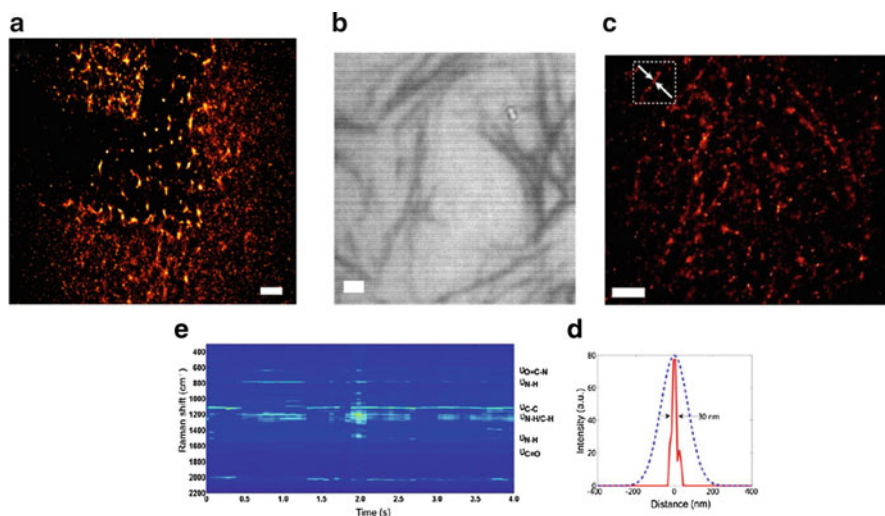 a
b
c
e
400
600
800
1000
1200
1400
1600
1800
2000
2200
Raman shift (cm⁻¹)
0
0.5
1.0
1.5
2.0
2.5
3.0
3.5
4.0
Time (s)
υO=C-N
υN-H
υC-C
υN-H/C-H
υN-H
υC=O
d
80
60
40
20
0
Intensity (a.u.)
30 nm
-400
-200
0
200
400
Distance (nm)